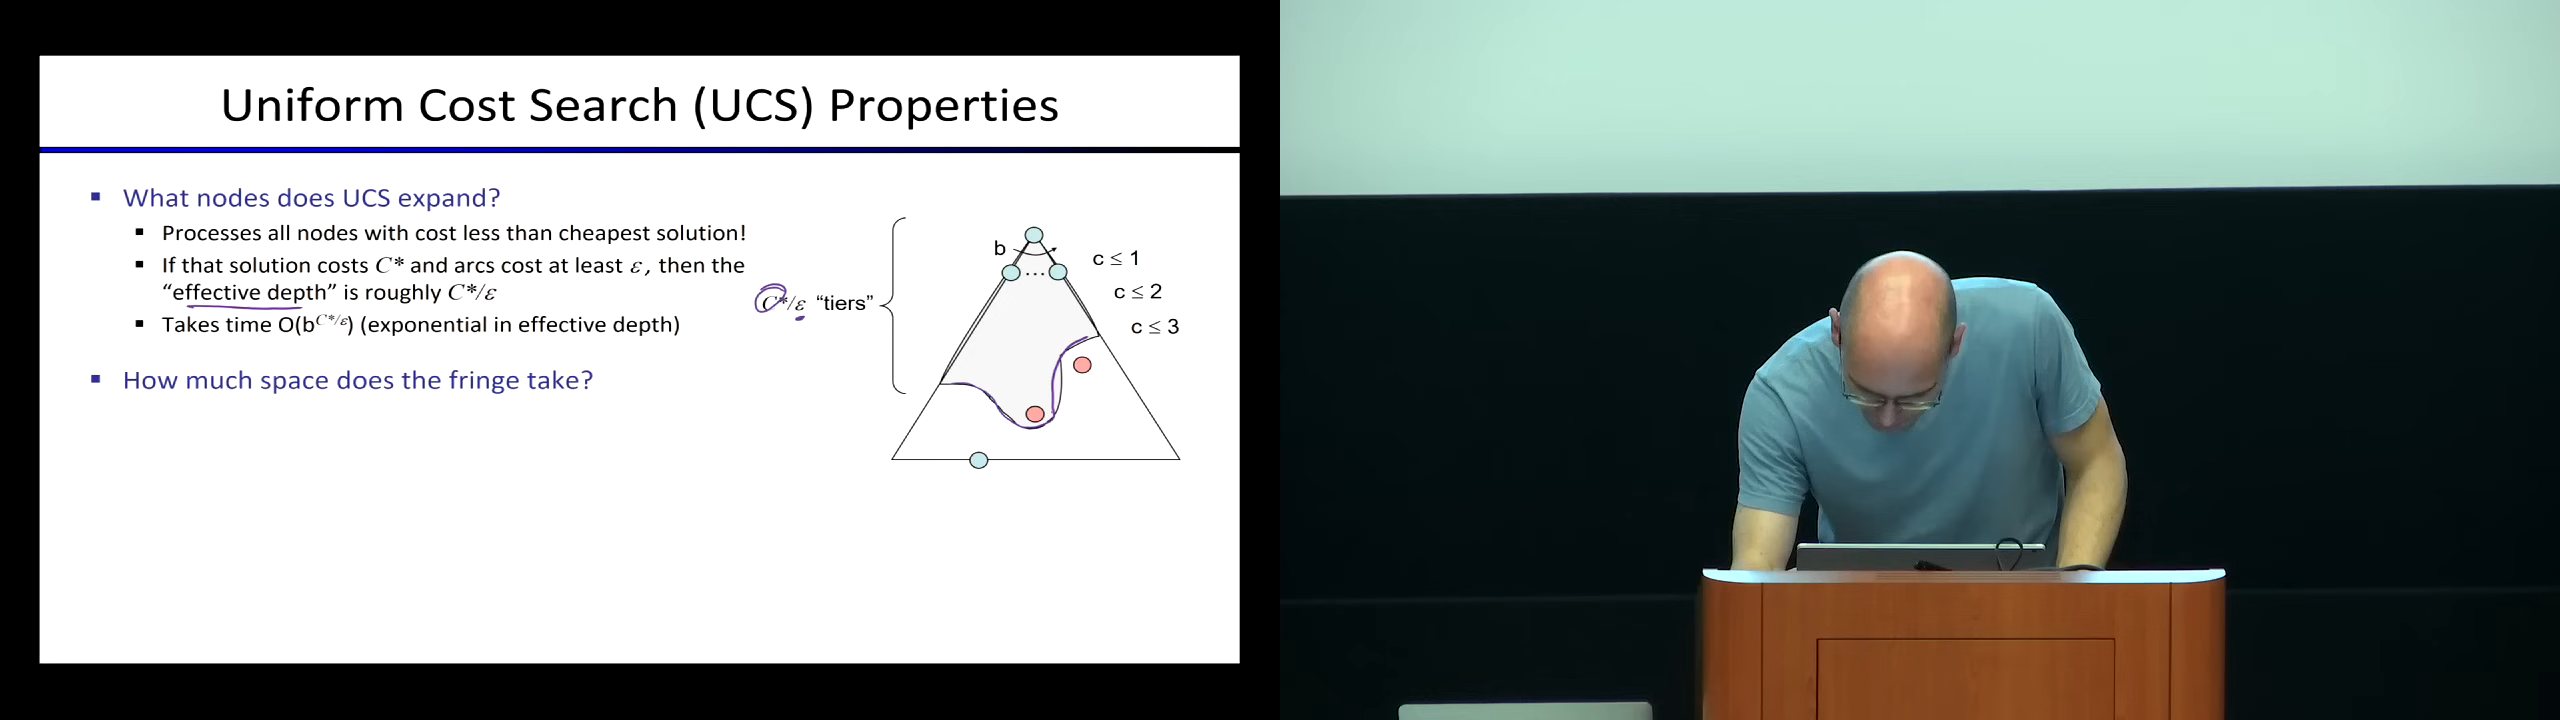 Uniform Cost Search (UCS) Properties
What nodes does UCS expand?
Processes all nodes with cost less than cheapest solution!
If that solution costs C* and arcs cost at least ε, then the
“effective depth” is roughly C*/ε
Takes time O(b^{C*/ε}) (exponential in effective depth)
How much space does the fringe take?
b
...
c ≤ 1
c ≤ 2
C*/ε “tiers”
c ≤ 3